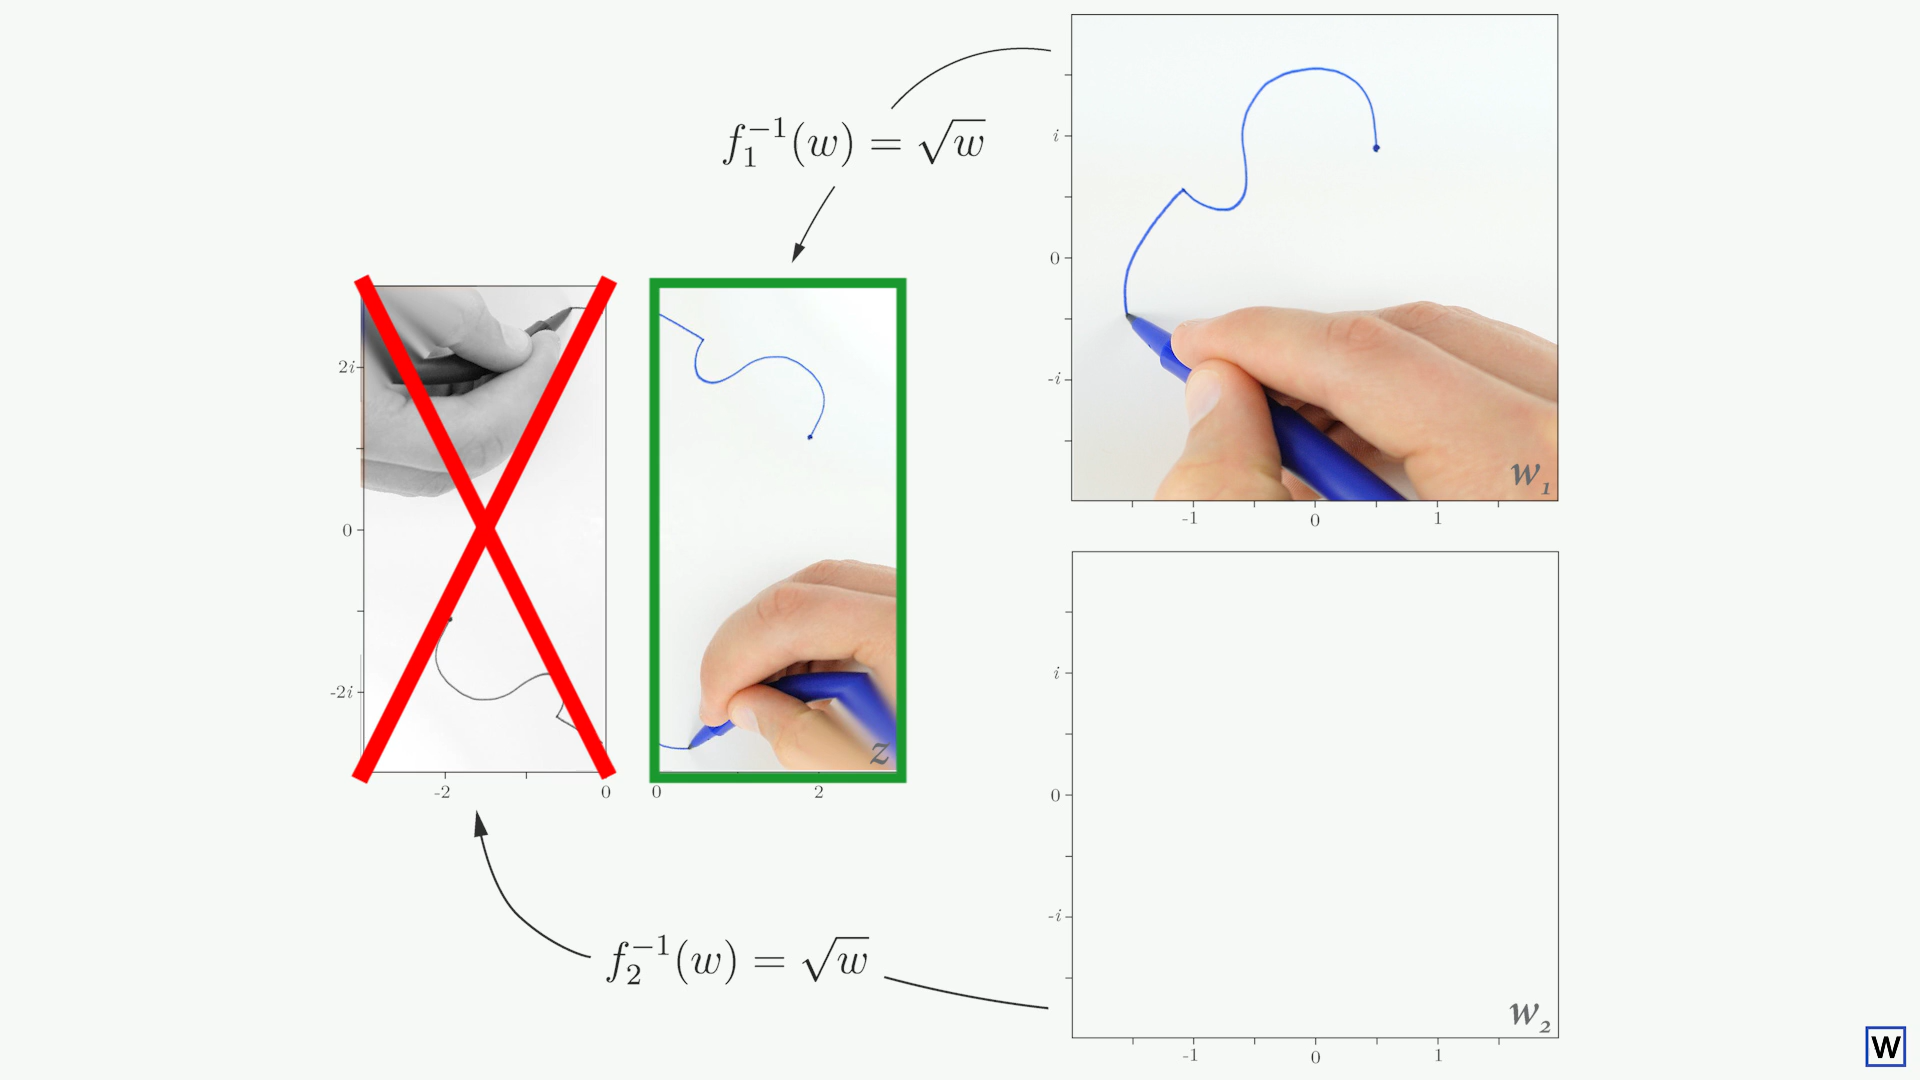 f₁⁻¹(w) = √w
i
0
-i
-1 0 1
w₁
2i
0
-2i
-2 0
0 2
z
i
0
-i
-1 0 1
w₂
f₂⁻¹(w) = √w
W